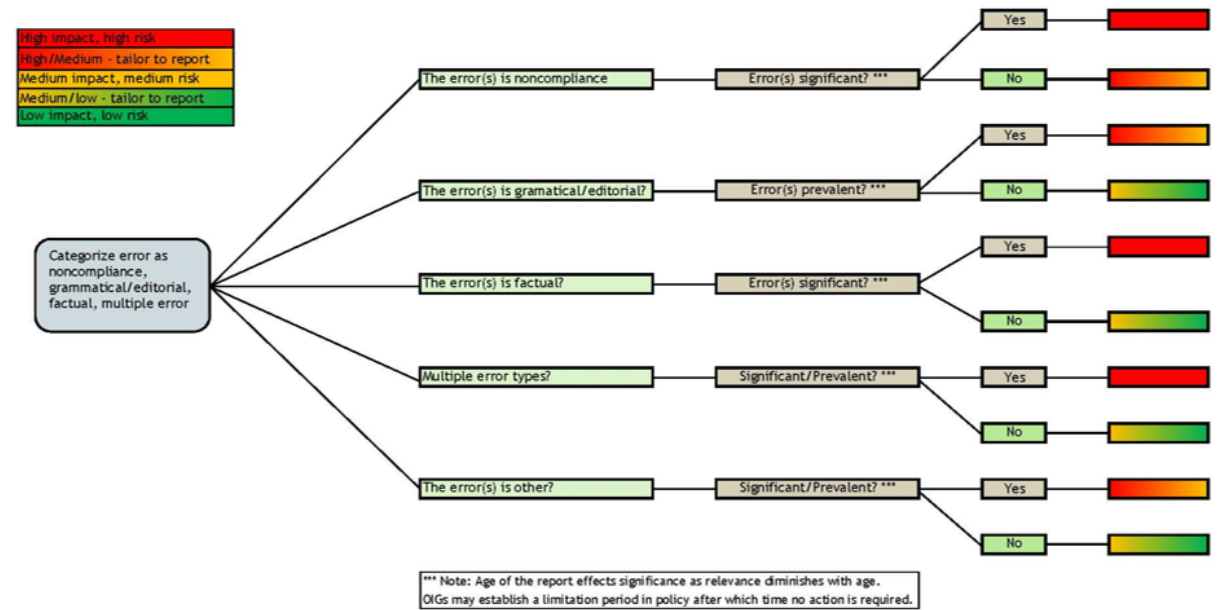 High impact, high risk
High/Medium - tailor to report
Medium impact, medium risk
Medium/low - tailor to report
Low impact, low risk
Categorize error as
noncompliance,
grammatical/editorial,
factual, multiple error
The error(s) is noncompliance
Error(s) significant? ***
Yes
No
The error(s) is gramatical/editorial?
Error(s) prevalent? ***
Yes
No
The error(s) is factual?
Error(s) significant? ***
Yes
No
Multiple error types?
Significant/Prevalent? ***
Yes
No
The error(s) is other?
Significant/Prevalent? ***
Yes
No
*** Note: Age of the report effects significance as relevance diminishes with age.
OIGs may establish a limitation period in policy after which time no action is required.